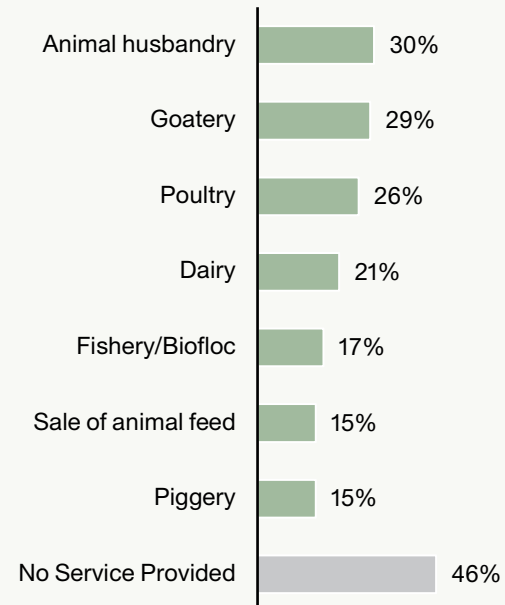 Animal husbandry 30%
Goatery 29%
Poultry 26%
Dairy 21%
Fishery/Biofloc 17%
Sale of animal feed 15%
Piggery 15%
No Service Provided 46%